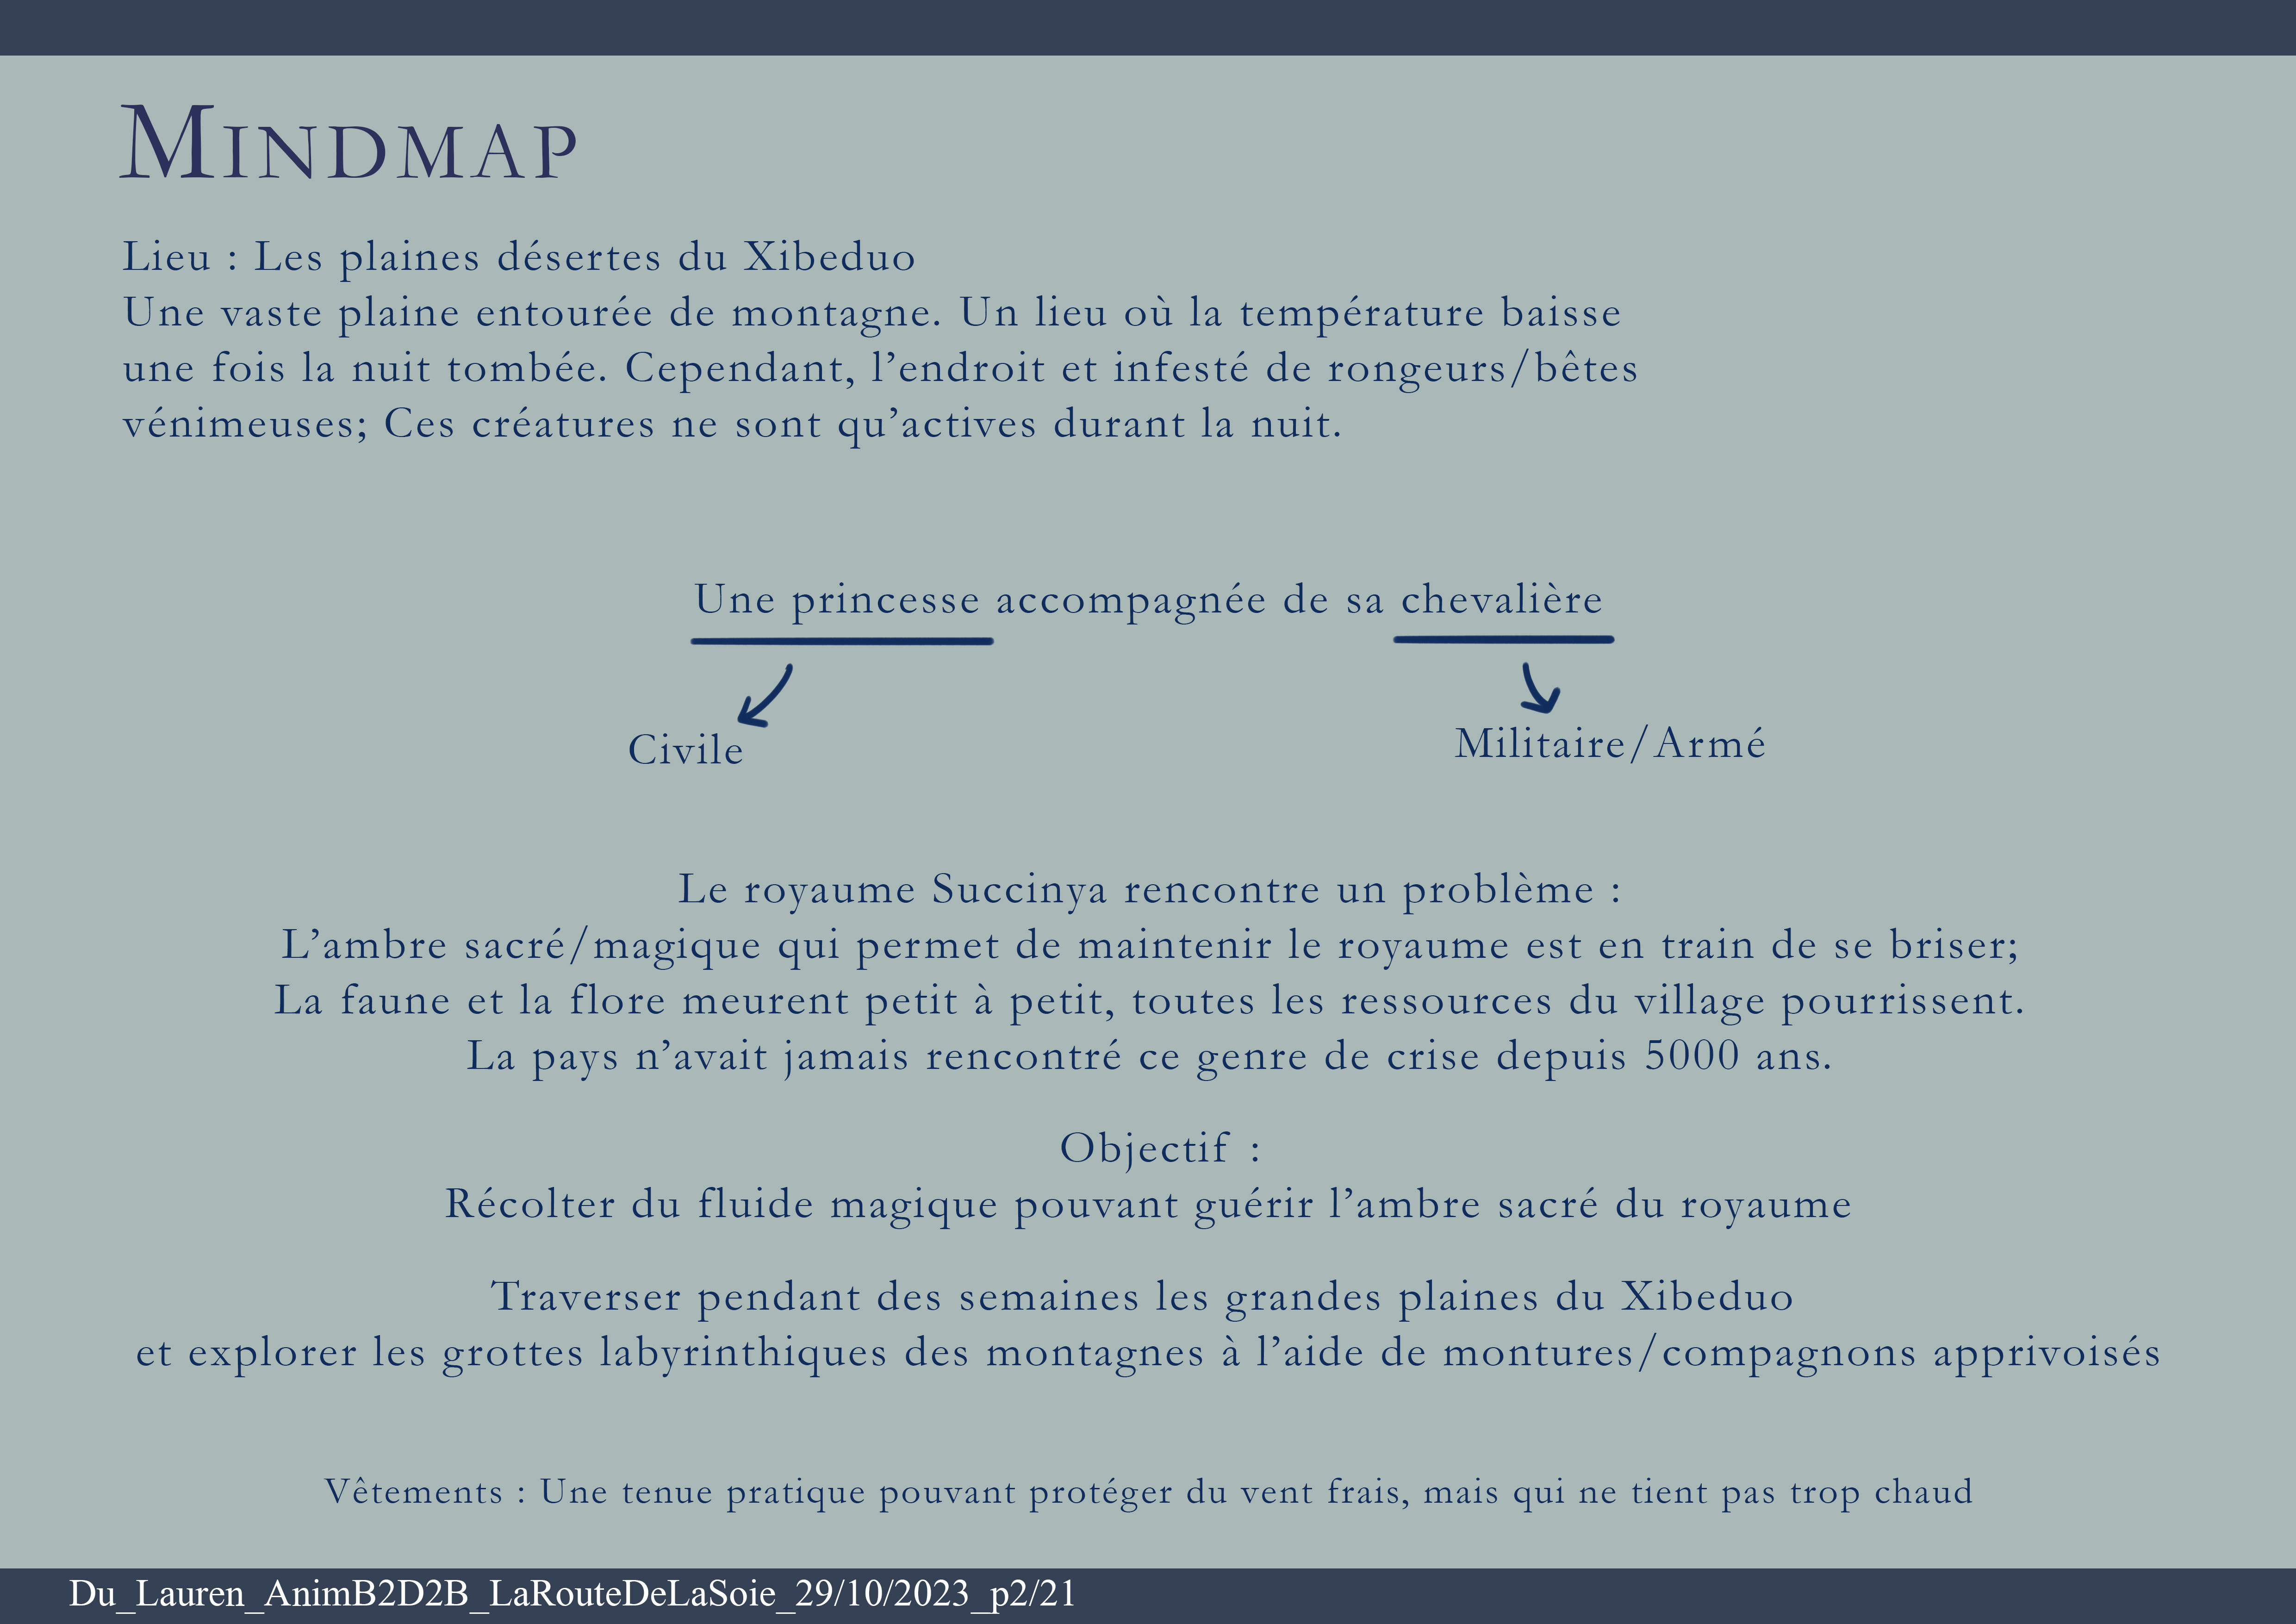 Mindmap
Lieu : Les plaines désertes du Xibeduo
Une vaste plaine entourée de montagne. Un lieu où la température baisse
une fois la nuit tombée. Cependant, l’endroit et infesté de rongeurs/bêtes
vénimeuses; Ces créatures ne sont qu’actives durant la nuit.
Une princesse accompagnée de sa chevalière
Civile
Militaire/Armé
Le royaume Succinya rencontre un problème :
L’ambre sacré/magique qui permet de maintenir le royaume est en train de se briser;
La faune et la flore meurent petit à petit, toutes les ressources du village pourrissent.
La pays n’avait jamais rencontré ce genre de crise depuis 5000 ans.
Objectif :
Récolter du fluide magique pouvant guérir l’ambre sacré du royaume
Traverser pendant des semaines les grandes plaines du Xibeduo
et explorer les grottes labyrinthiques des montagnes à l’aide de montures/compagnons apprivoisés
Vêtements : Une tenue pratique pouvant protéger du vent frais, mais qui ne tient pas trop chaud
Du_Lauren_AnimB2D2B_LaRouteDeLaSoie_29/10/2023_p2/21